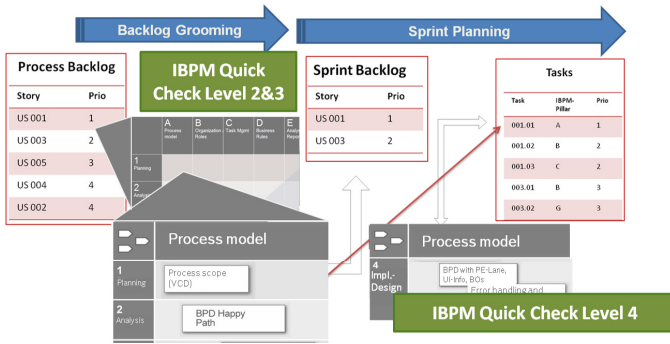 Backlog Grooming
Sprint Planning
Process Backlog
Story Prio
US 001 1
US 003 2
US 005 3
US 004 4
US 002 4
IBPM Quick
Check Level 2&3
A B C D E
Process model
Organization Roles
Task Mgmt
Business Rules
1
Planning
2
Sprint Backlog
Story Prio
US 001 1
US 003 2
Tasks
Task IBPM-Pillar Prio
001.01 A 1
001.02 B 2
001.03 C 2
003.01 B 3
003.02 G 3
Process model
1
Planning
Process scope
(VCD)
2
Analysis
BPD Happy
Path
Process model
4
Impl.-
Design
BPD with PE-Lane,
UI-Info, BOs
Error handling and
IBPM Quick Check Level 4